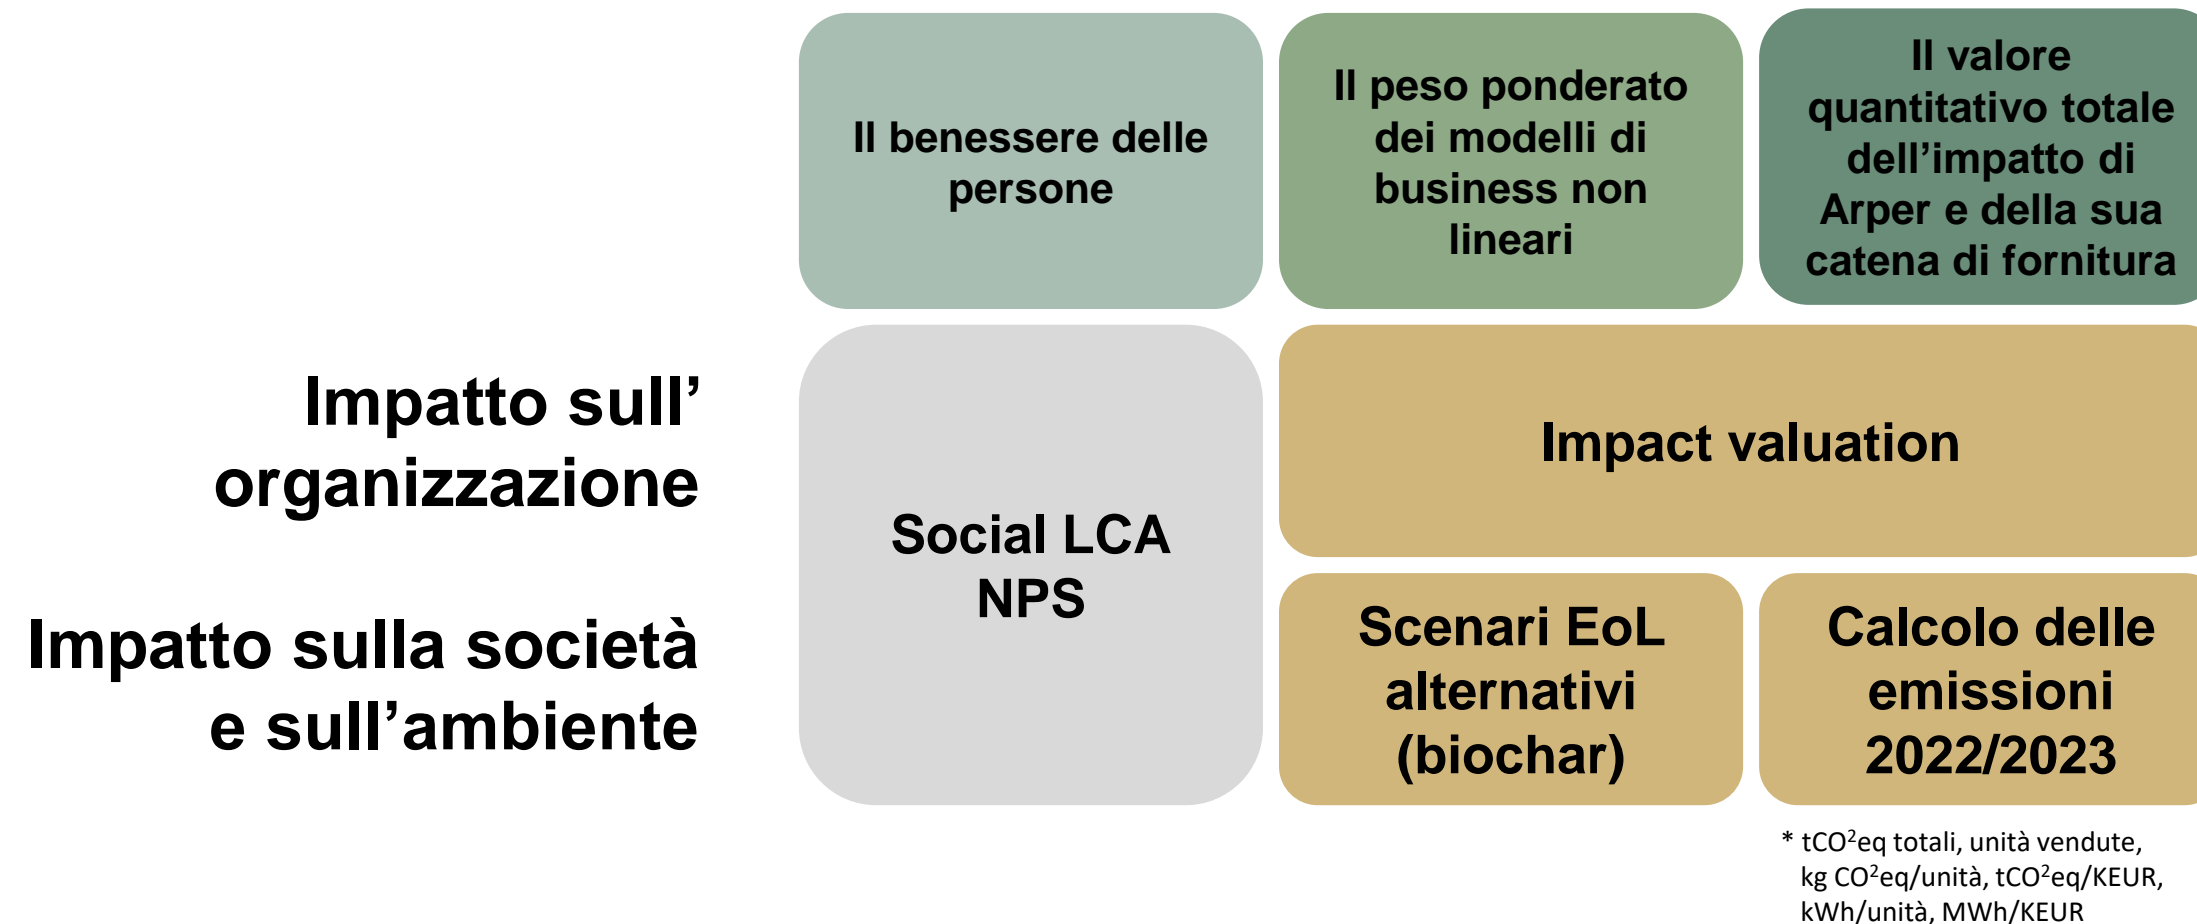 Il benessere delle
persone
Il peso ponderato
dei modelli di
business non
lineari
Il valore
quantitativo totale
dell’impatto di
Arper e della sua
catena di fornitura
Impatto sull’
organizzazione
Impatto sulla società
e sull’ambiente
Social LCA
NPS
Impact valuation
Scenari EoL
alternativi
(biochar)
Calcolo delle
emissioni
2022/2023
* tCO²eq totali, unità vendute,
kg CO²eq/unità, tCO²eq/KEUR,
kWh/unità, MWh/KEUR